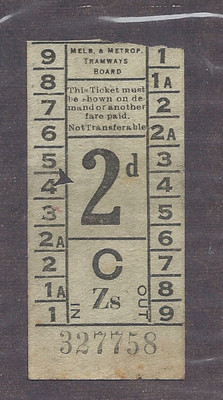 MELB. & METROP.
TRAMWAYS
BOARD
This Ticket must
be shown on de-
mand or another
fare paid.
Not Transferable
9
8
7
6
5
4
3
2A
2
1A
1
2d
C
Zs
IN
OUT
1
1A
2
2A
3
4
5
6
7
8
9
327758